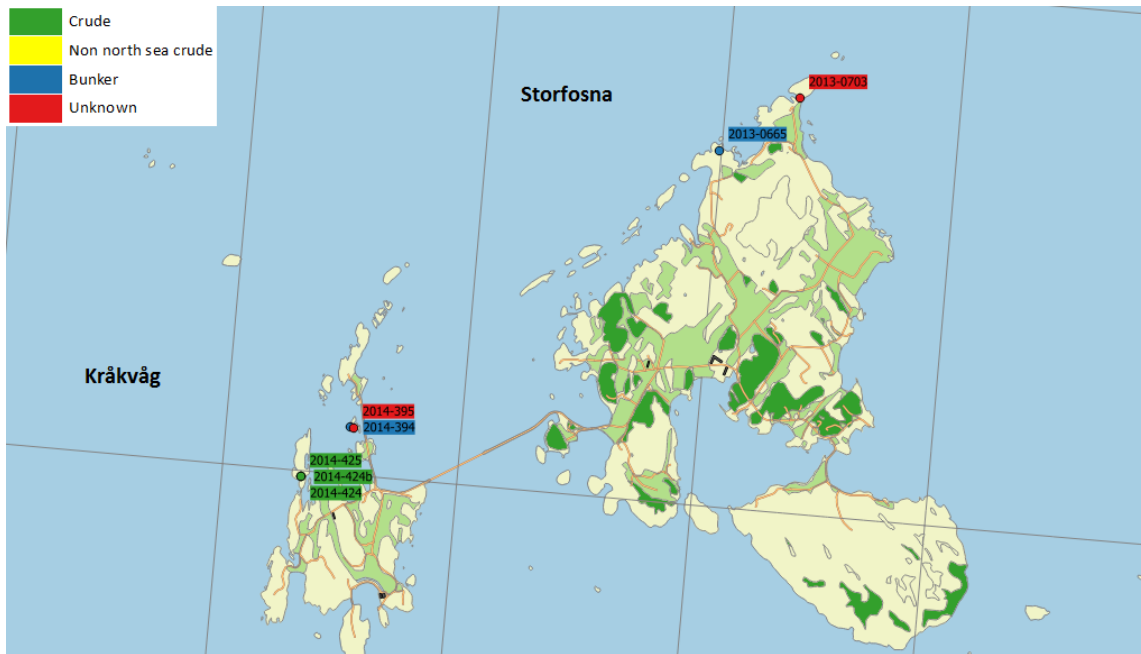 Crude
Non north sea crude
Bunker
Unknown
Storfosna
2013-0703
2013-0665
Kråkvåg
2014-395
2014-394
2014-425
2014-424b
2014-424